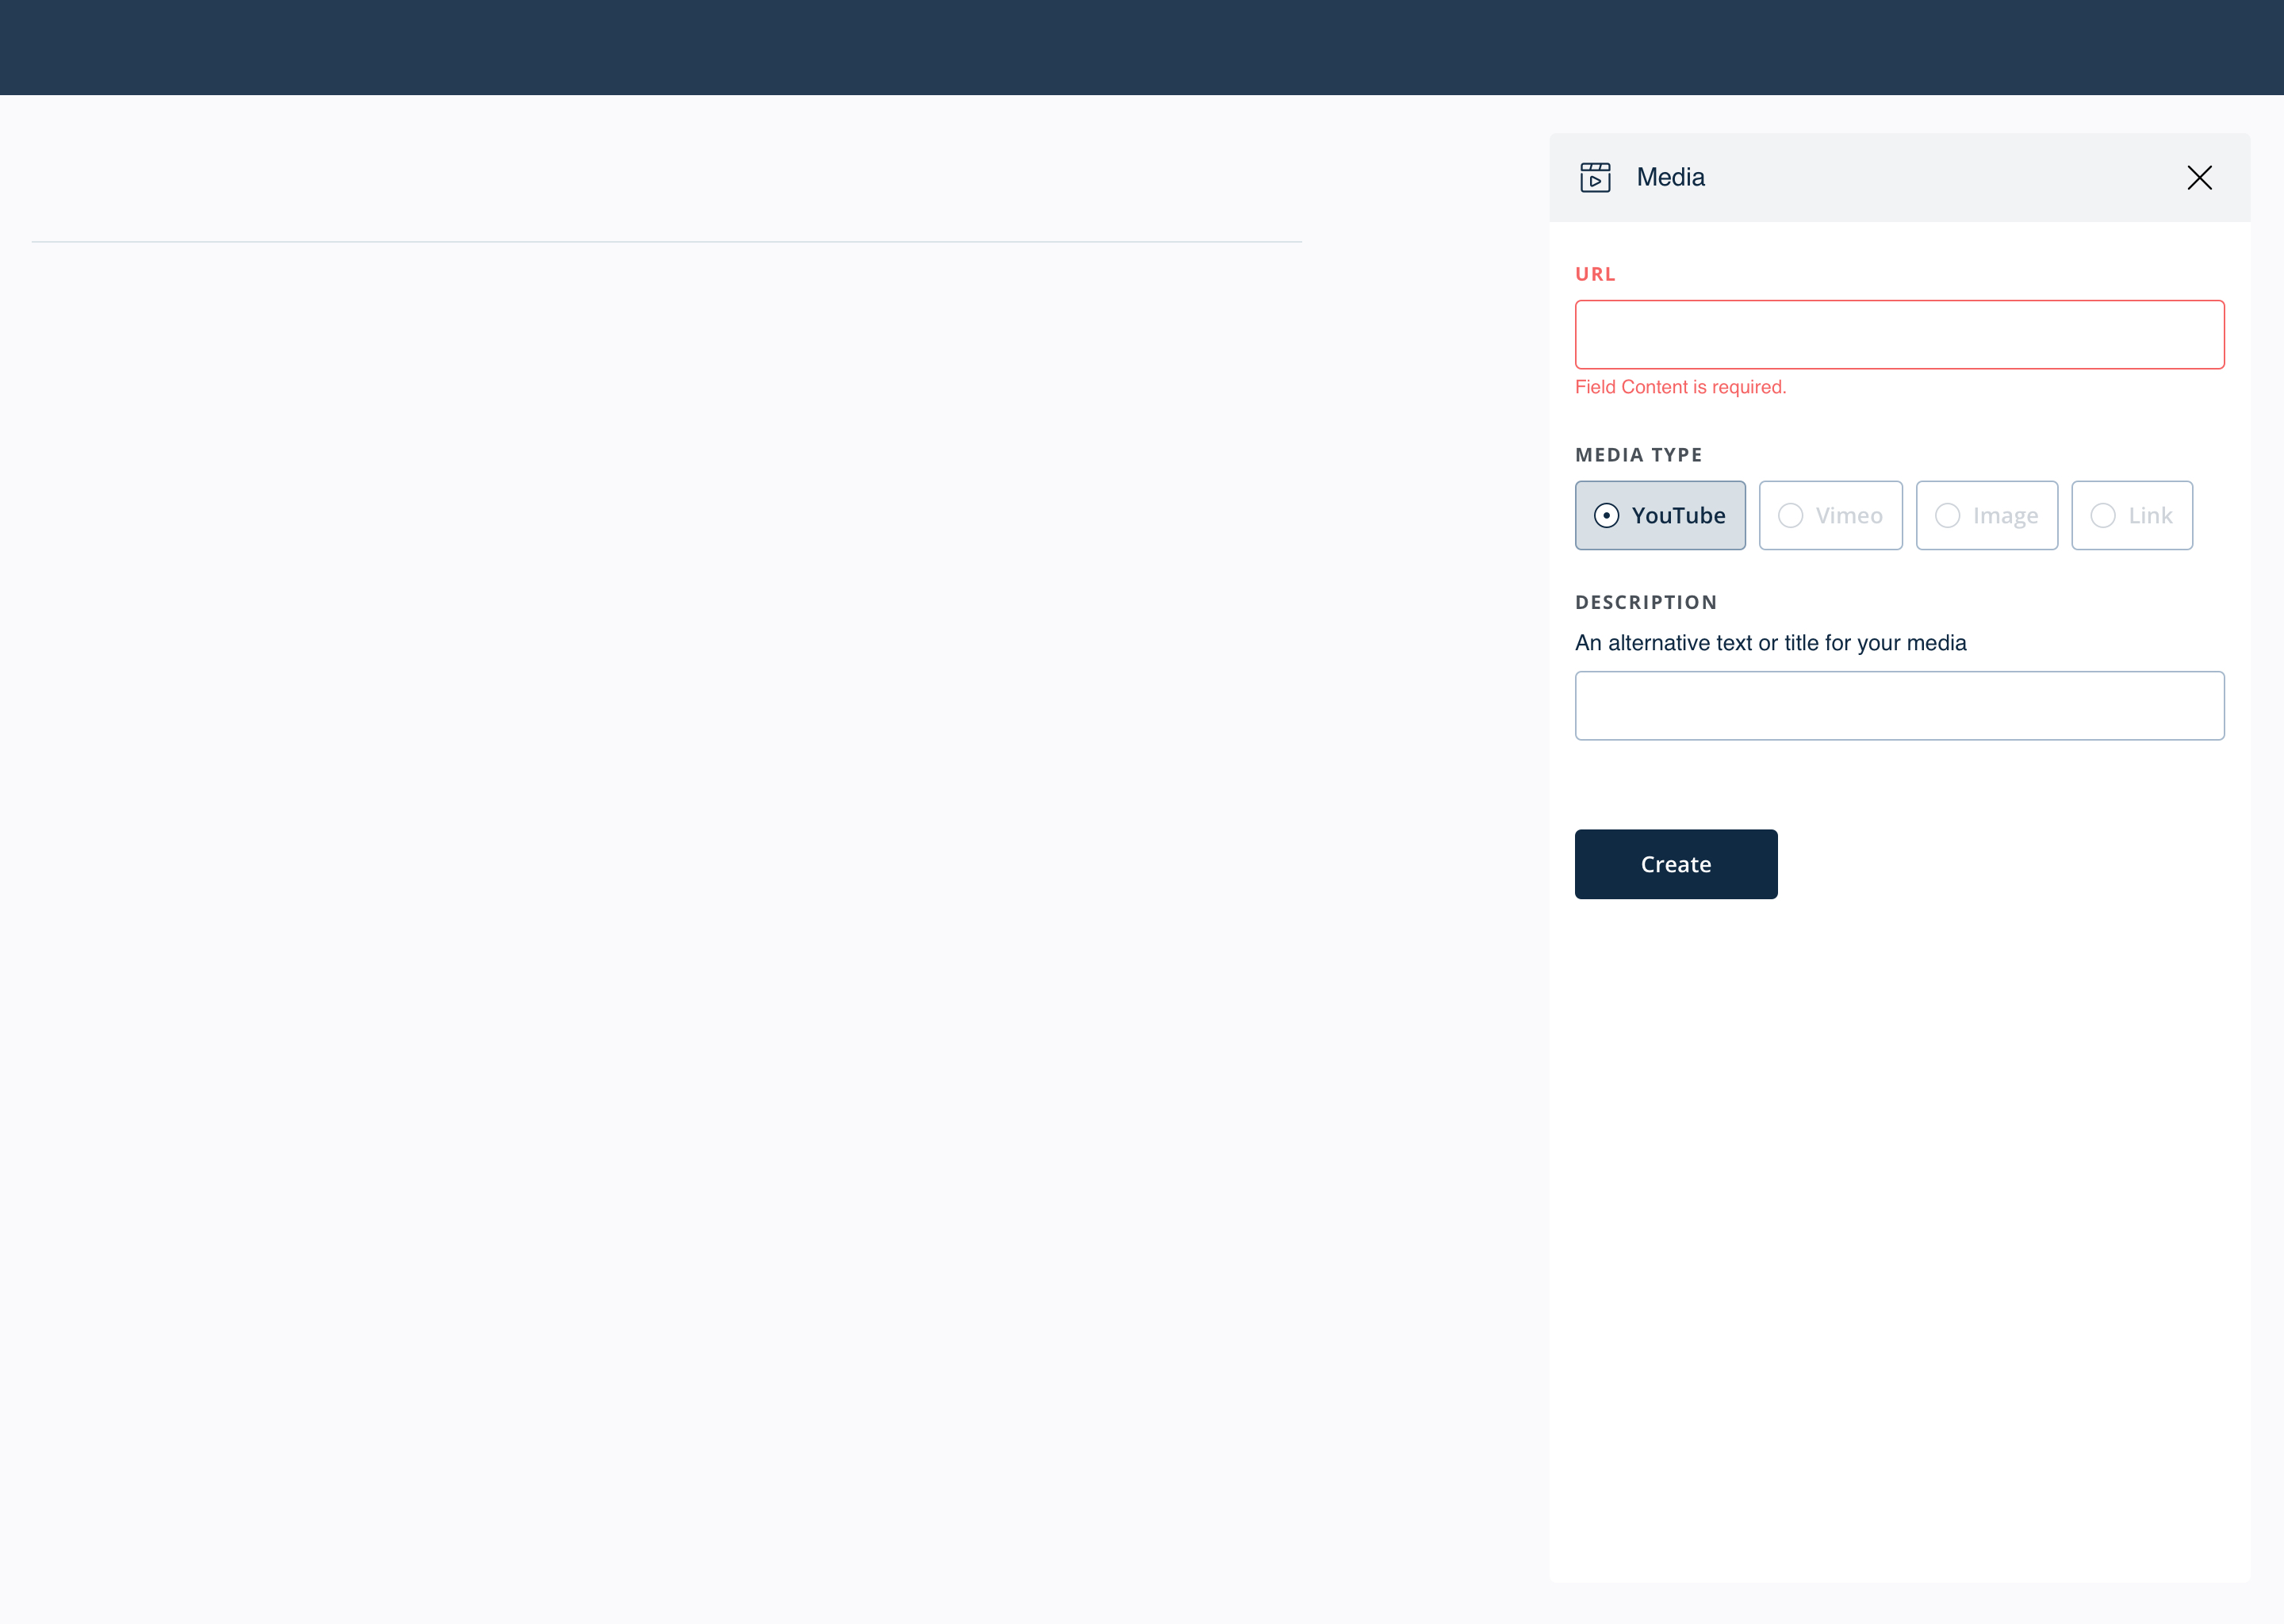 Media
URL
Field Content is required.
MEDIA TYPE
YouTube Vimeo Image Link
DESCRIPTION
An alternative text or title for your media
Create